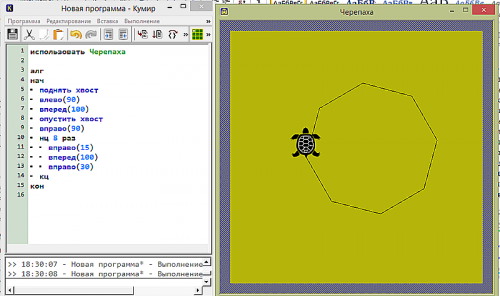 Новая программа* - Кумир
Программа Редактирование Вставка Выполнение
1 использовать Черепаха
2
3 алг
4 нач
5 поднять хвост
6 влево(90)
7 вперед(100)
8 опустить хвост
9 вправо(90)
10 нц 8 раз
11 вправо(15)
12 вперед(100)
13 вправо(30)
14 кц
15 кон
16
>> 18:30:07 - Новая программа* - Выполнение
>> 18:30:08 - Новая программа* - Выполнение
Черепаха